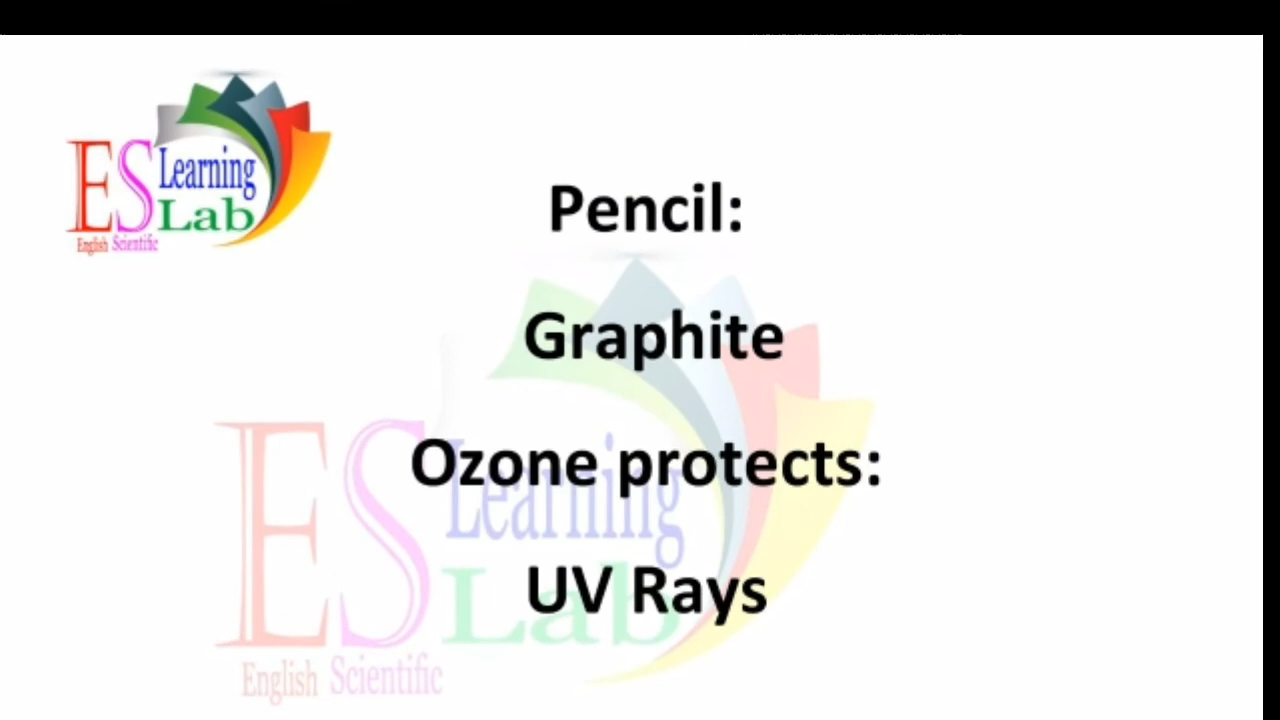 ES Learning
Lab
English Scientific
Pencil:
Graphite
Ozone protects:
UV Rays
ES Learning
Lab
English Scientific